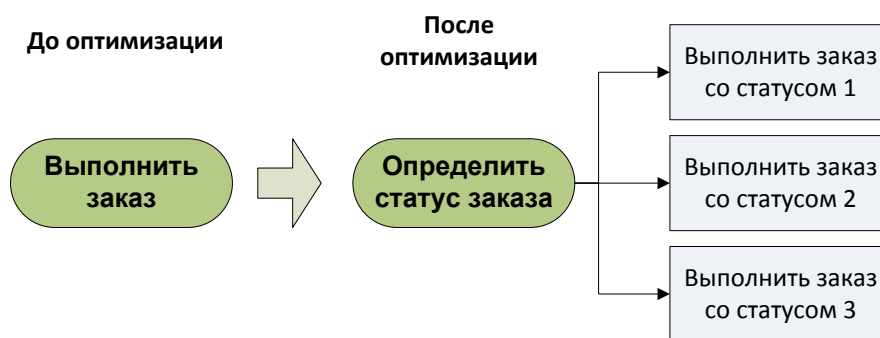 До оптимизации
После
оптимизации
Выполнить
заказ
Определить
статус заказа
Выполнить заказ
со статусом 1
Выполнить заказ
со статусом 2
Выполнить заказ
со статусом 3